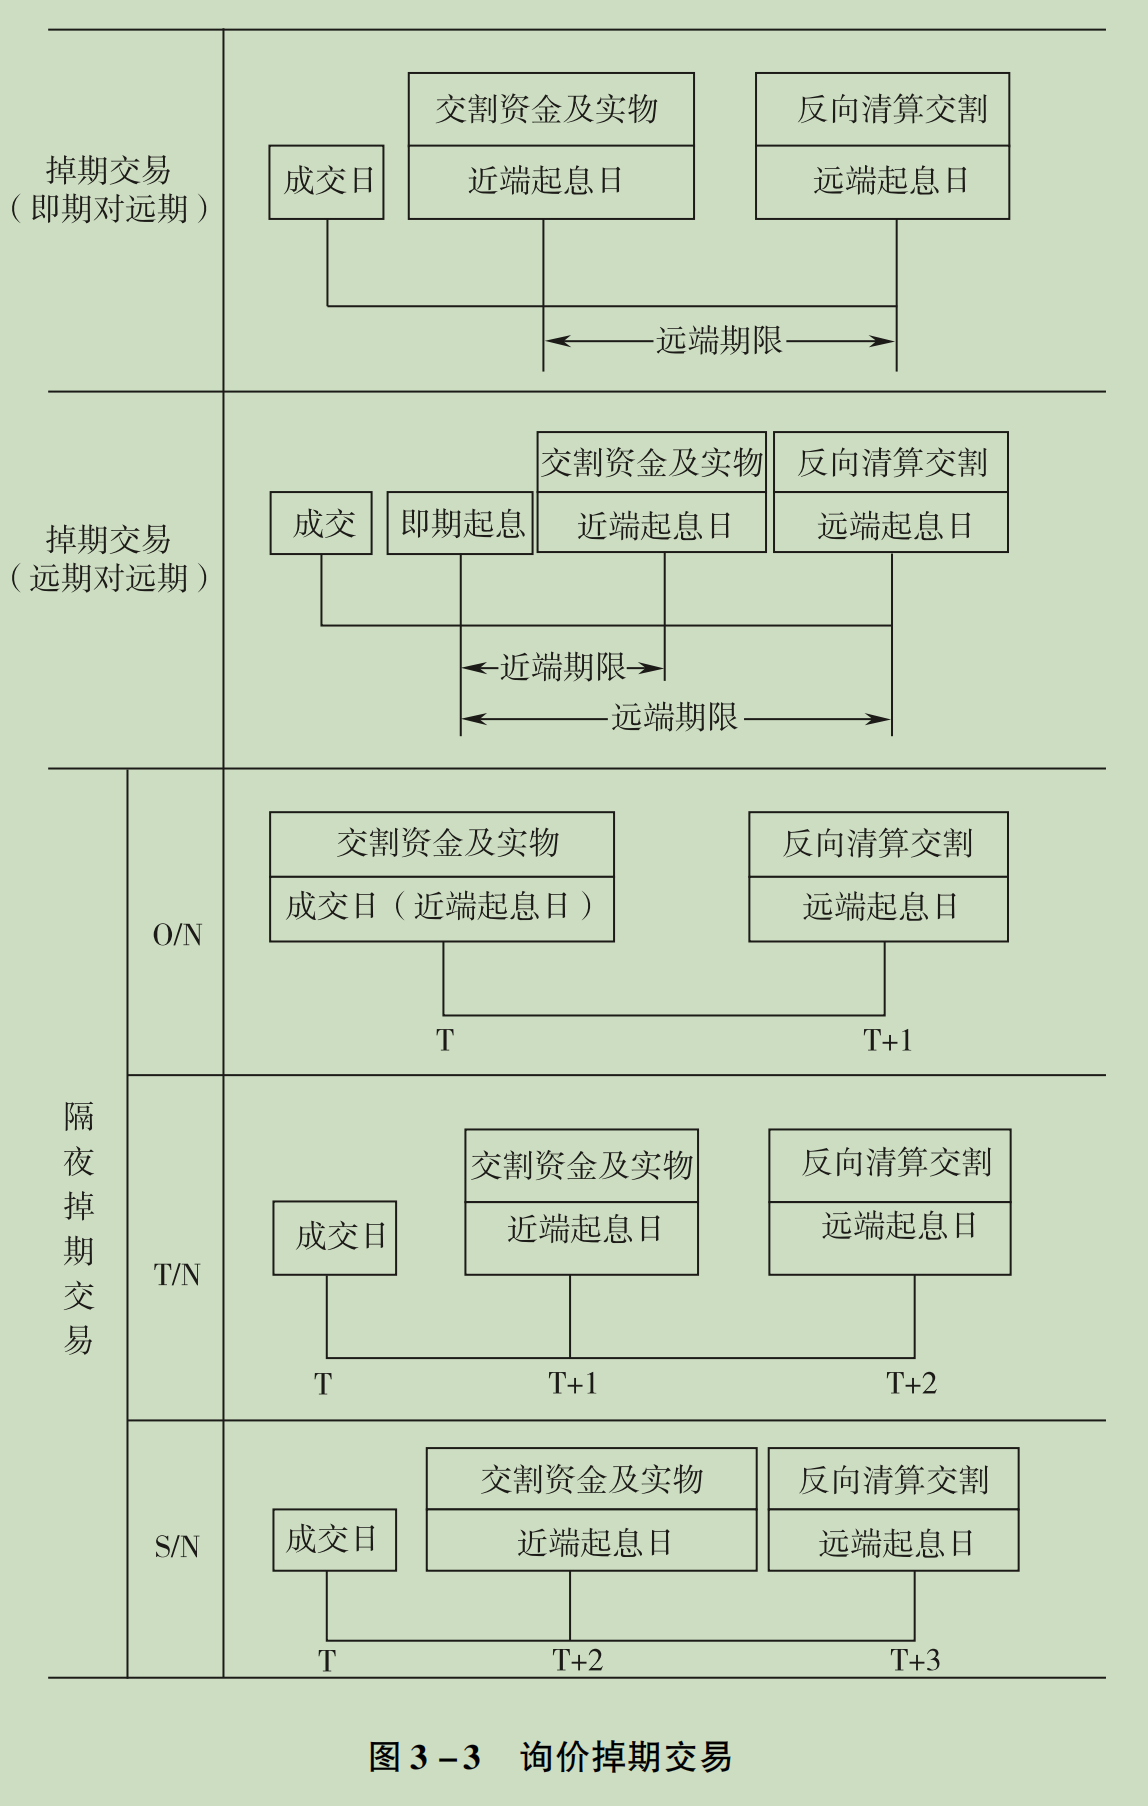 掉期交易
（即期对远期）
成交日
交割资金及实物
近端起息日
反向清算交割
远端起息日
远端期限
掉期交易
（远期对远期）
成交
即期起息
交割资金及实物
近端起息日
反向清算交割
远端起息日
近端期限
远端期限
隔夜掉期交易
O/N
交割资金及实物
成交日（近端起息日）
反向清算交割
远端起息日
T
T+1
T/N
成交日
交割资金及实物
近端起息日
反向清算交割
远端起息日
T
T+1
T+2
S/N
成交日
交割资金及实物
近端起息日
反向清算交割
远端起息日
T
T+2
T+3
图3-3 询价掉期交易